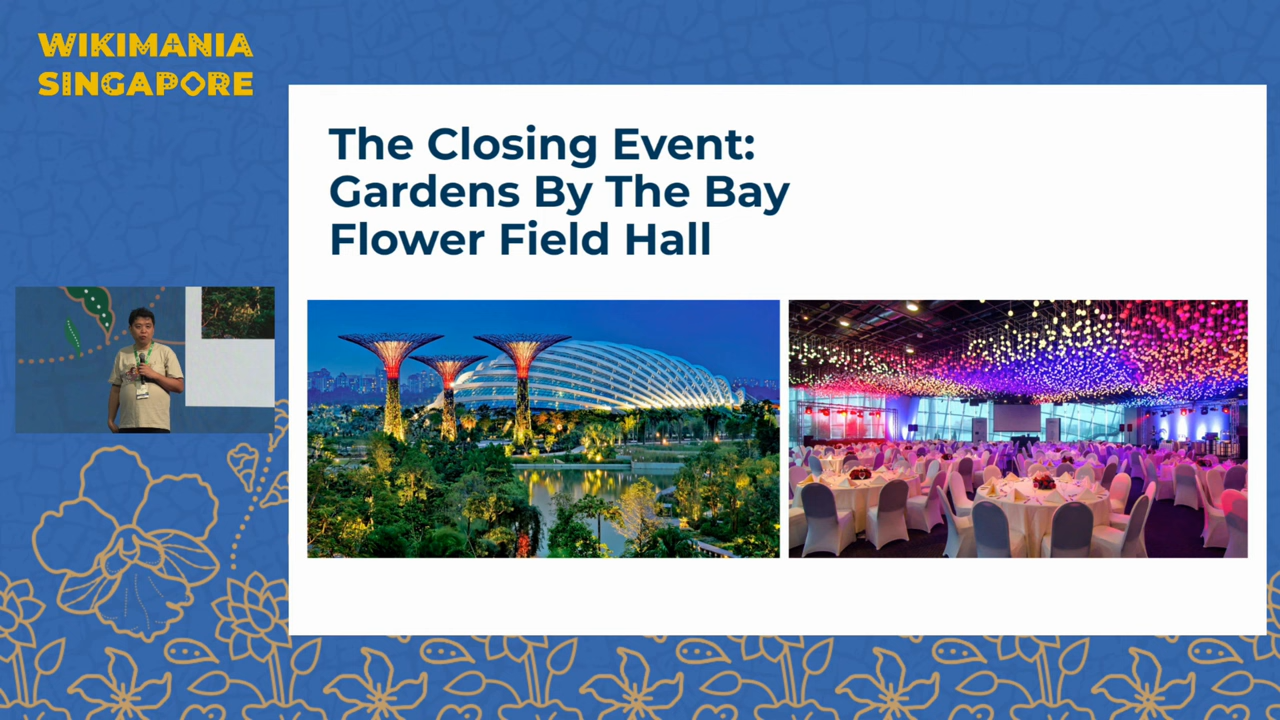 WIKIMANIA
SINGAPORE
The Closing Event:
Gardens By The Bay
Flower Field Hall